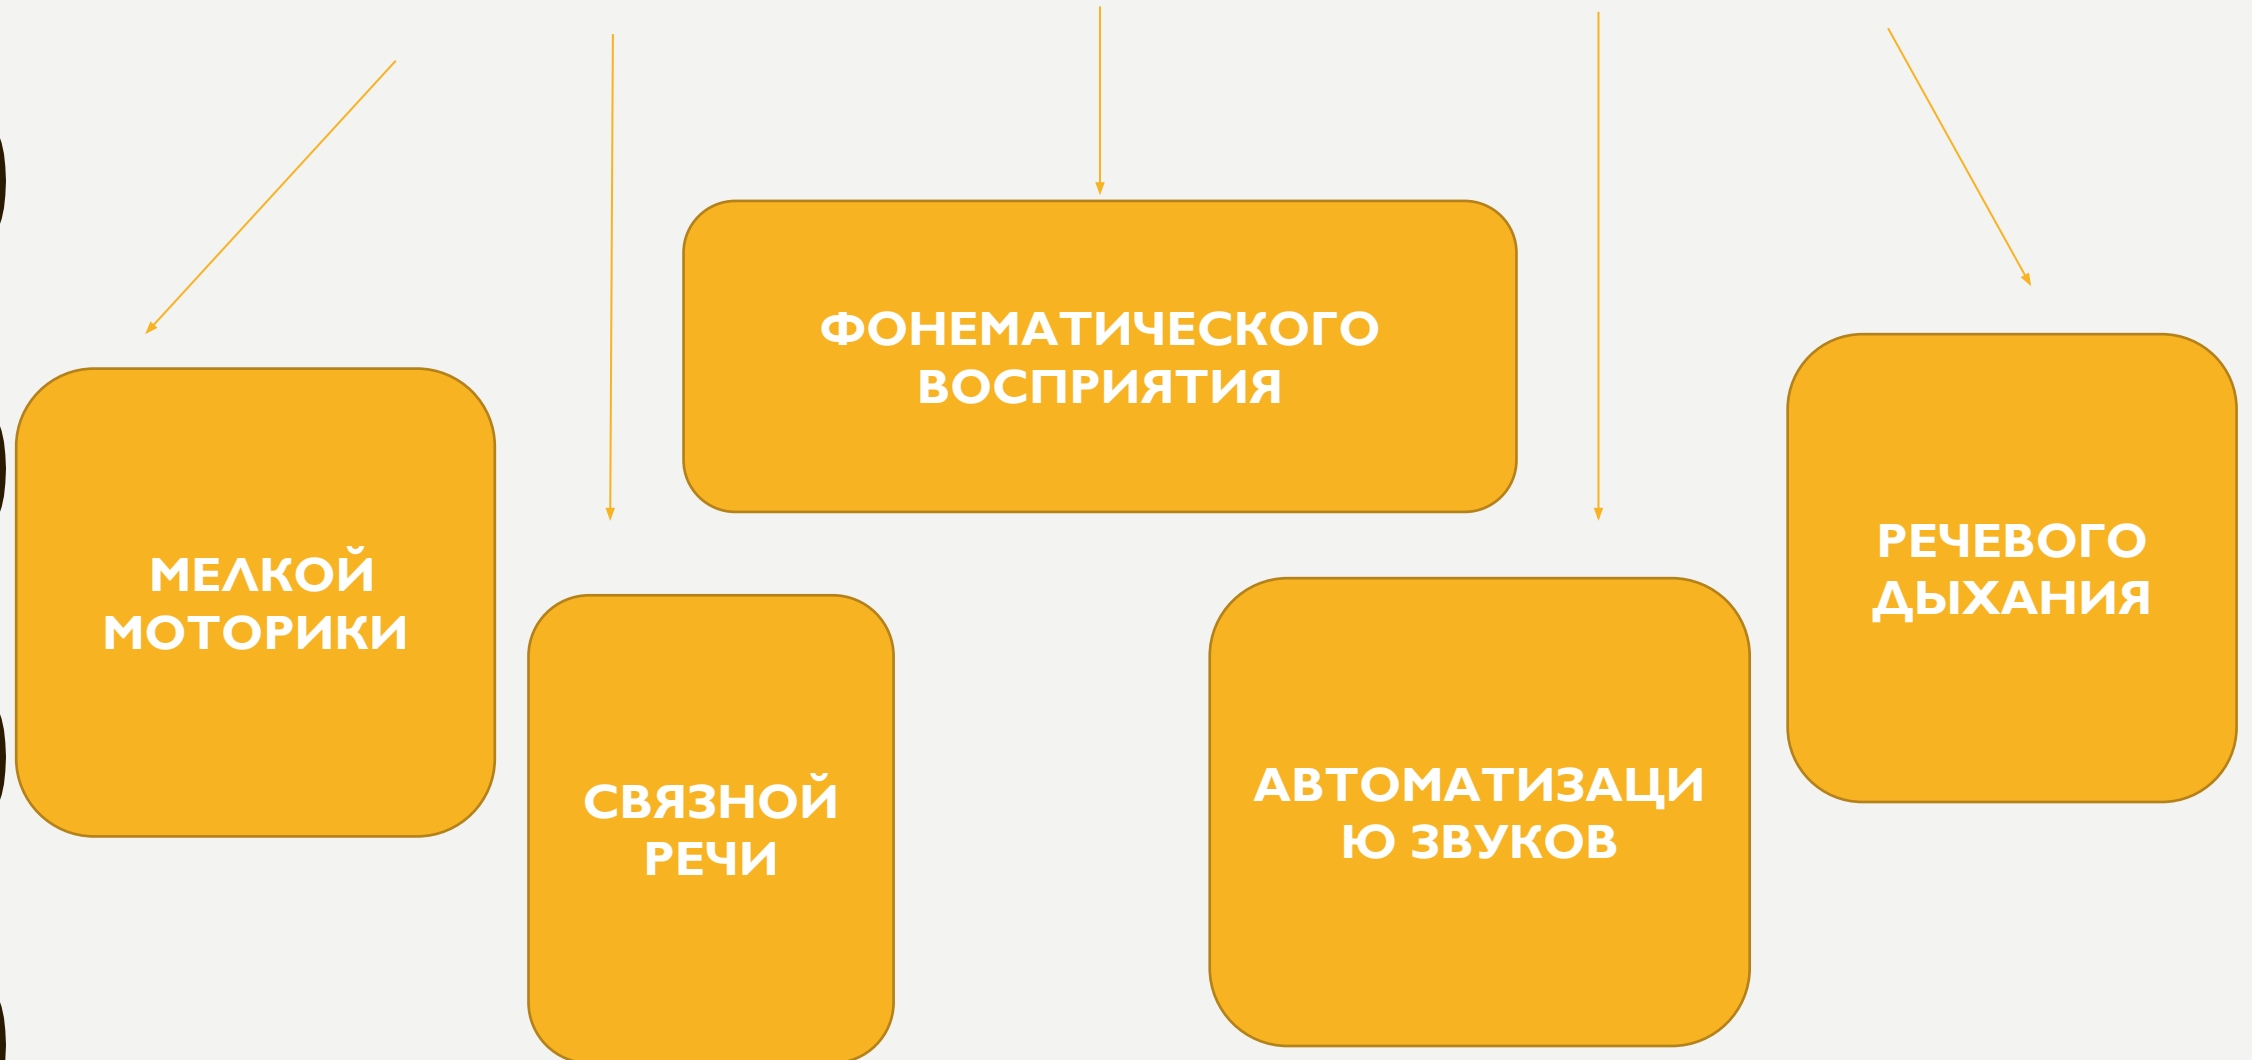 ФОНЕМАТИЧЕСКОГО
ВОСПРИЯТИЯ
МЕЛКОЙ
МОТОРИКИ
СВЯЗНОЙ
РЕЧИ
АВТОМАТИЗАЦИ
Ю ЗВУКОВ
РЕЧЕВОГО
ДЫХАНИЯ